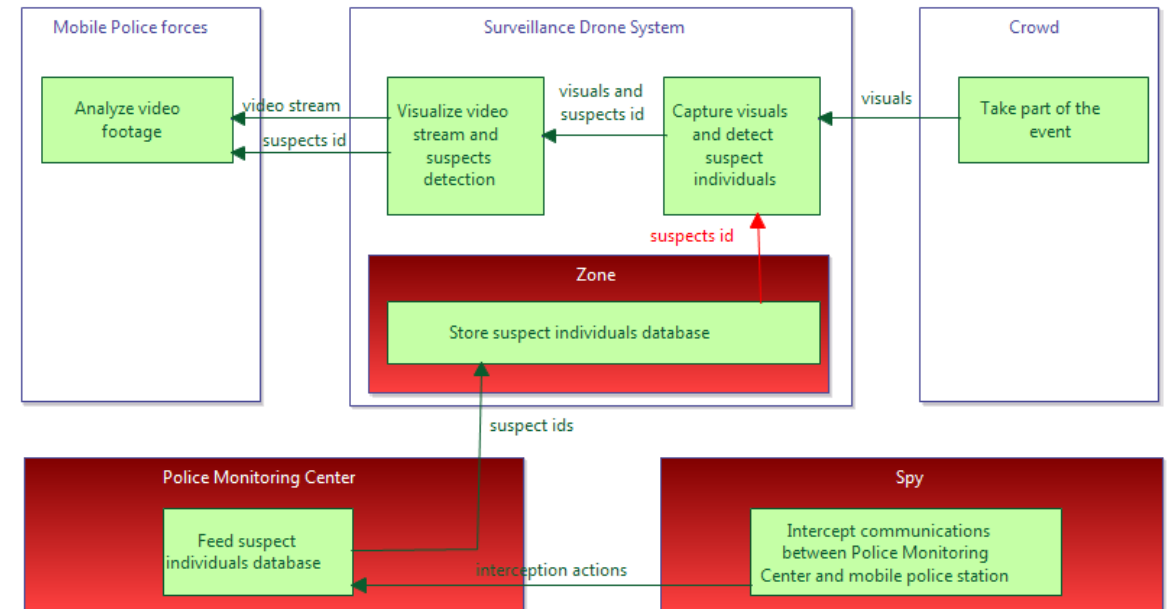 Mobile Police forces
Surveillance Drone System
Crowd
Analyze video
footage
video stream
suspects id
Visualize video
stream and
suspects
detection
visuals and
suspects id
Capture visuals
and detect
suspect
individuals
visuals
Take part of the
event
suspects id
Zone
Store suspect individuals database
suspect ids
Police Monitoring Center
Feed suspect
individuals database
interception actions
Spy
Intercept communications
between Police Monitoring
Center and mobile police station